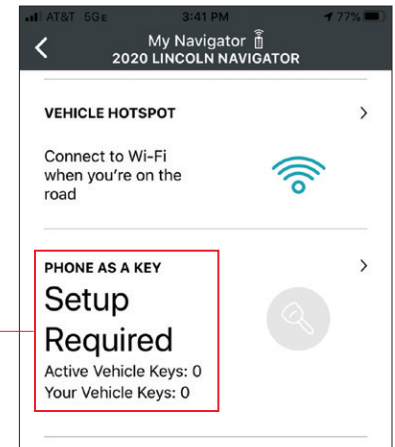 AT&T 5GE 3:41 PM 77%
My Navigator
2020 LINCOLN NAVIGATOR
VEHICLE HOTSPOT
Connect to Wi-Fi
when you're on the
road
PHONE AS A KEY
Setup
Required
Active Vehicle Keys: 0
Your Vehicle Keys: 0